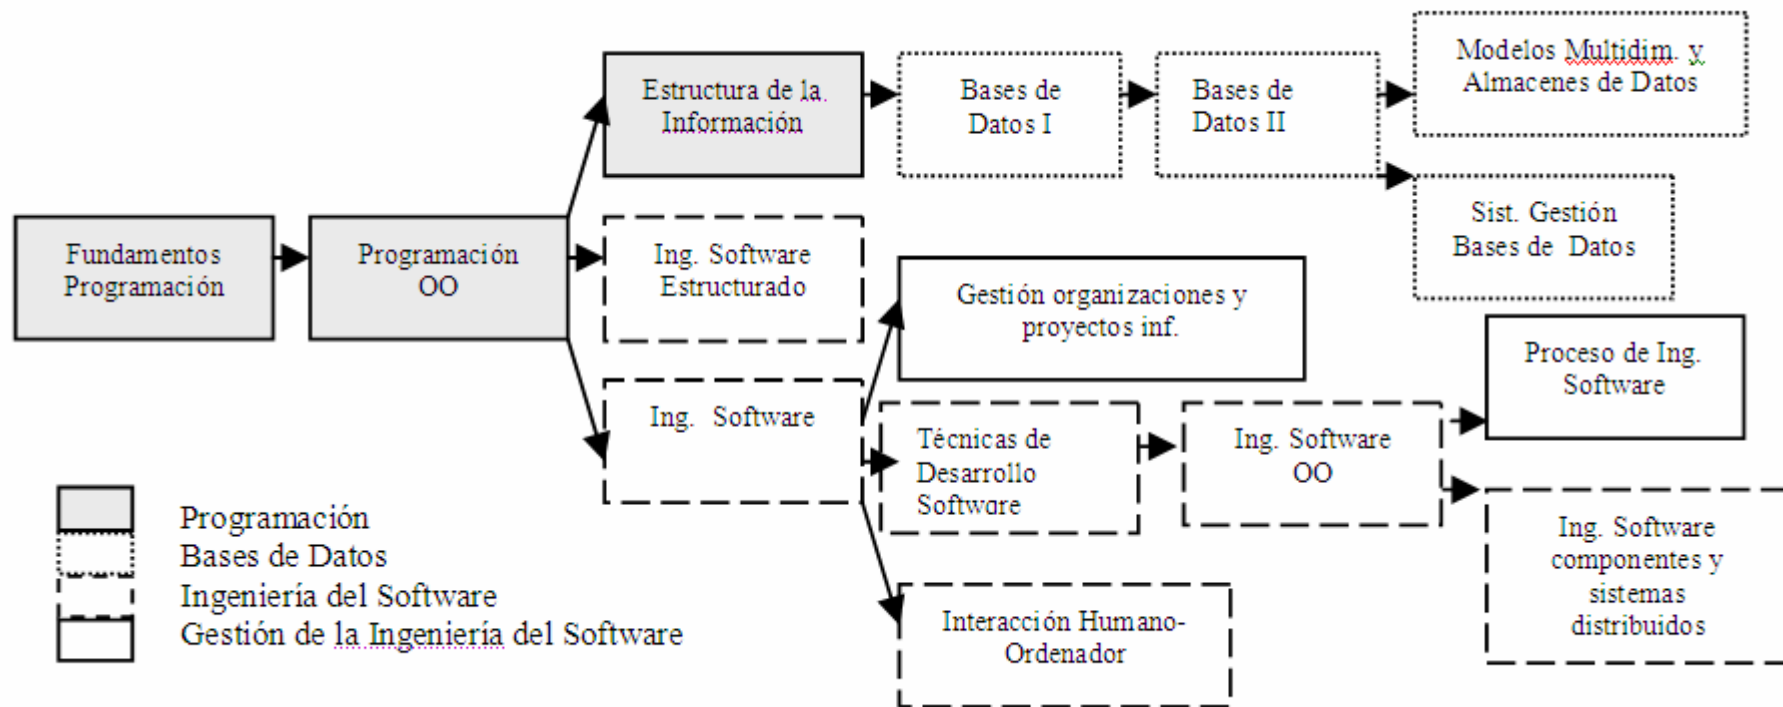 Modelos Multidim. y
Almacenes de Datos
Estructura de la
Información
Bases de
Datos I
Bases de
Datos II
Sist. Gestión
Bases de Datos
Fundamentos
Programación
Programación
OO
Ing. Software
Estructurado
Gestión organizaciones y
proyectos inf.
Proceso de Ing.
Software
Ing. Software
Técnicas de
Desarrollo
Software
Ing. Software
OO
Ing. Software
componentes y
sistemas
distribuidos
Interacción Humano-
Ordenador
Programación
Bases de Datos
Ingeniería del Software
Gestión de la Ingeniería del Software